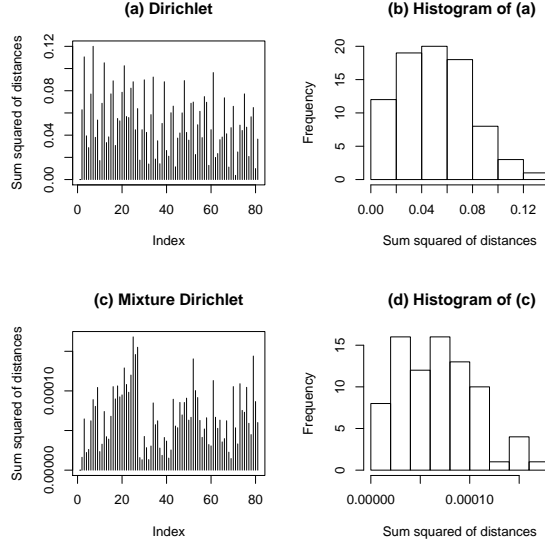 (a) Dirichlet
Sum squared of distances
0.00
0.04
0.08
0.12
0
20
40
60
80
Index
(b) Histogram of (a)
Frequency
0
5
10
15
20
0.00
0.04
0.08
0.12
Sum squared of distances
(c) Mixture Dirichlet
Sum squared of distances
0.00000
0.00010
0
20
40
60
80
Index
(d) Histogram of (c)
Frequency
0
5
10
15
0.00000
0.00010
Sum squared of distances